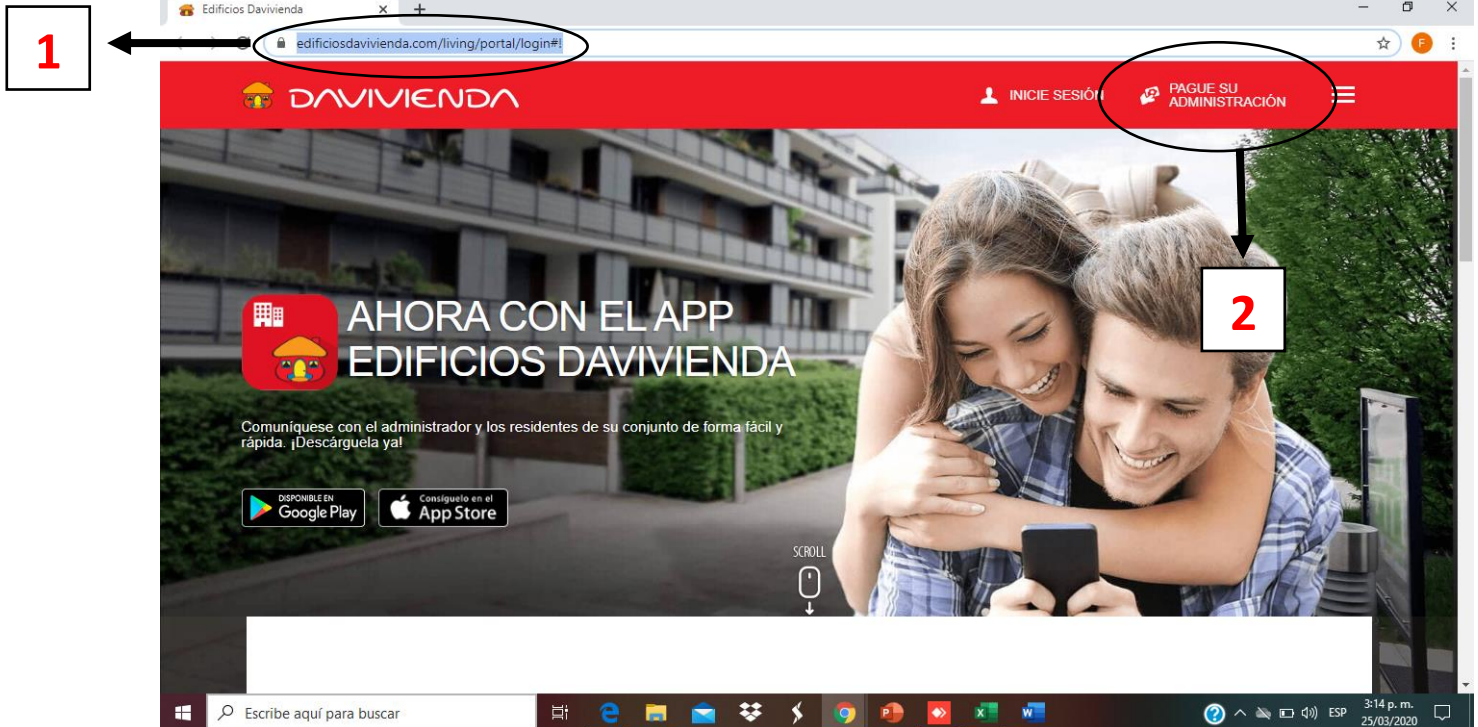 Edificios Davivienda
1
edificiosdavivienda.com/living/portal/login#!
F
DAVIVIENDA
INICIE SESIÓN
PAGUE SU
ADMINISTRACIÓN
2
AHORA CON EL APP
EDIFICIOS DAVIVIENDA
Comuníquese con el administrador y los residentes de su conjunto de forma fácil y
rápida. ¡Descárguela ya!
DISPONIBLE EN
Google Play
Consíguelo en el
App Store
SCROLL
Escribe aquí para buscar
ESP
3:14 p. m.
25/03/2020